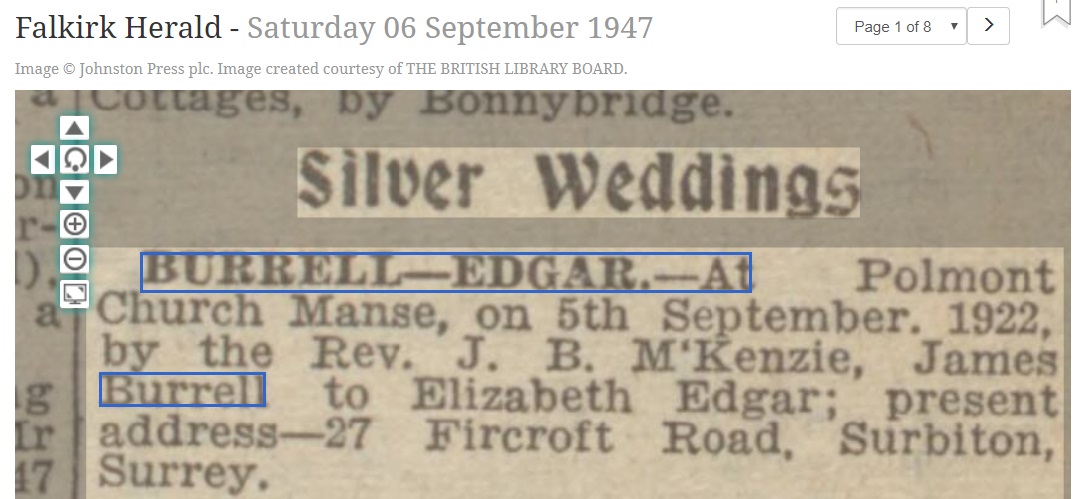 Falkirk Herald - Saturday 06 September 1947
Page 1 of 8
Image © Johnston Press plc. Image created courtesy of THE BRITISH LIBRARY BOARD.
a Cottages, by Bonnybridge.
Silver Weddings
BURRELL—EDGAR.—At Polmont
Church Manse, on 5th September. 1922,
by the Rev. J. B. M'Kenzie, James
Burrell to Elizabeth Edgar; present
address—27 Fircroft Road, Surbiton,
Surrey.